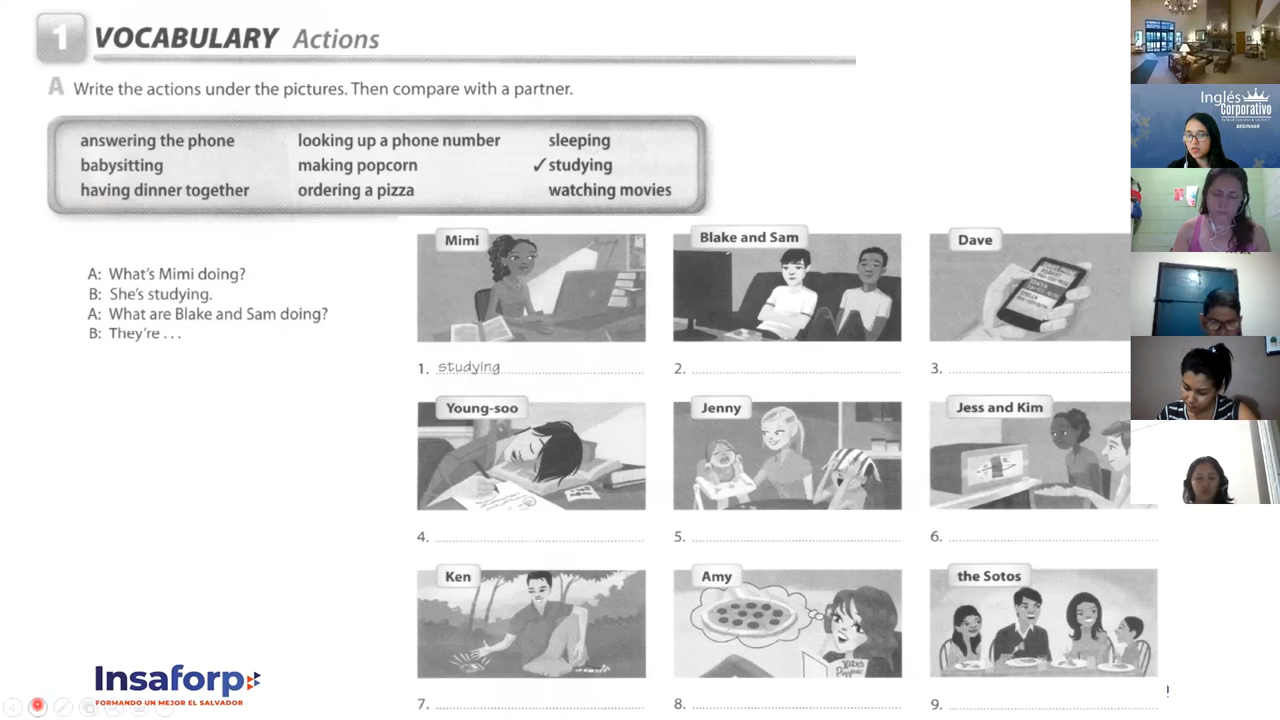 1 VOCABULARY Actions
A Write the actions under the pictures. Then compare with a partner.
answering the phone looking up a phone number sleeping
babysitting making popcorn ✓studying
having dinner together ordering a pizza watching movies
A: What's Mimi doing?
B: She's studying.
A: What are Blake and Sam doing?
B: They're . . .
Mimi Blake and Sam Dave
1. studying 2. 3.
Young-soo Jenny Jess and Kim
4. 5. 6.
Ken Amy the Sotos
7. 8. 9.
Insaforp
FORMANDO UN MEJOR EL SALVADOR
Inglés
Corporativo
BEGINNER